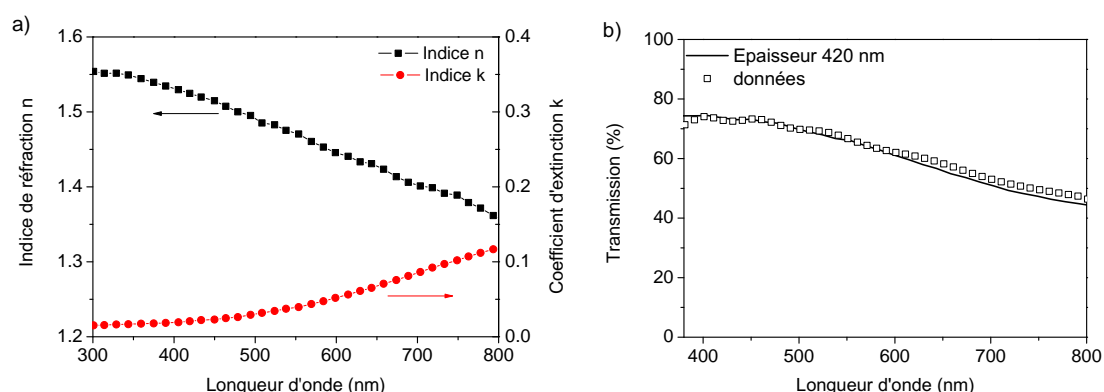 a)
1.6
1.5
1.4
1.3
1.2
Indice de réfraction n
300 400 500 600 700 800
Longueur d'onde (nm)
Indice n
Indice k
0.4
0.3
0.2
0.1
0.0
Coefficient d'extinction k
b)
100
80
60
40
20
0
Transmission (%)
Epaisseur 420 nm
données
400 500 600 700 800
Longueur d'onde (nm)